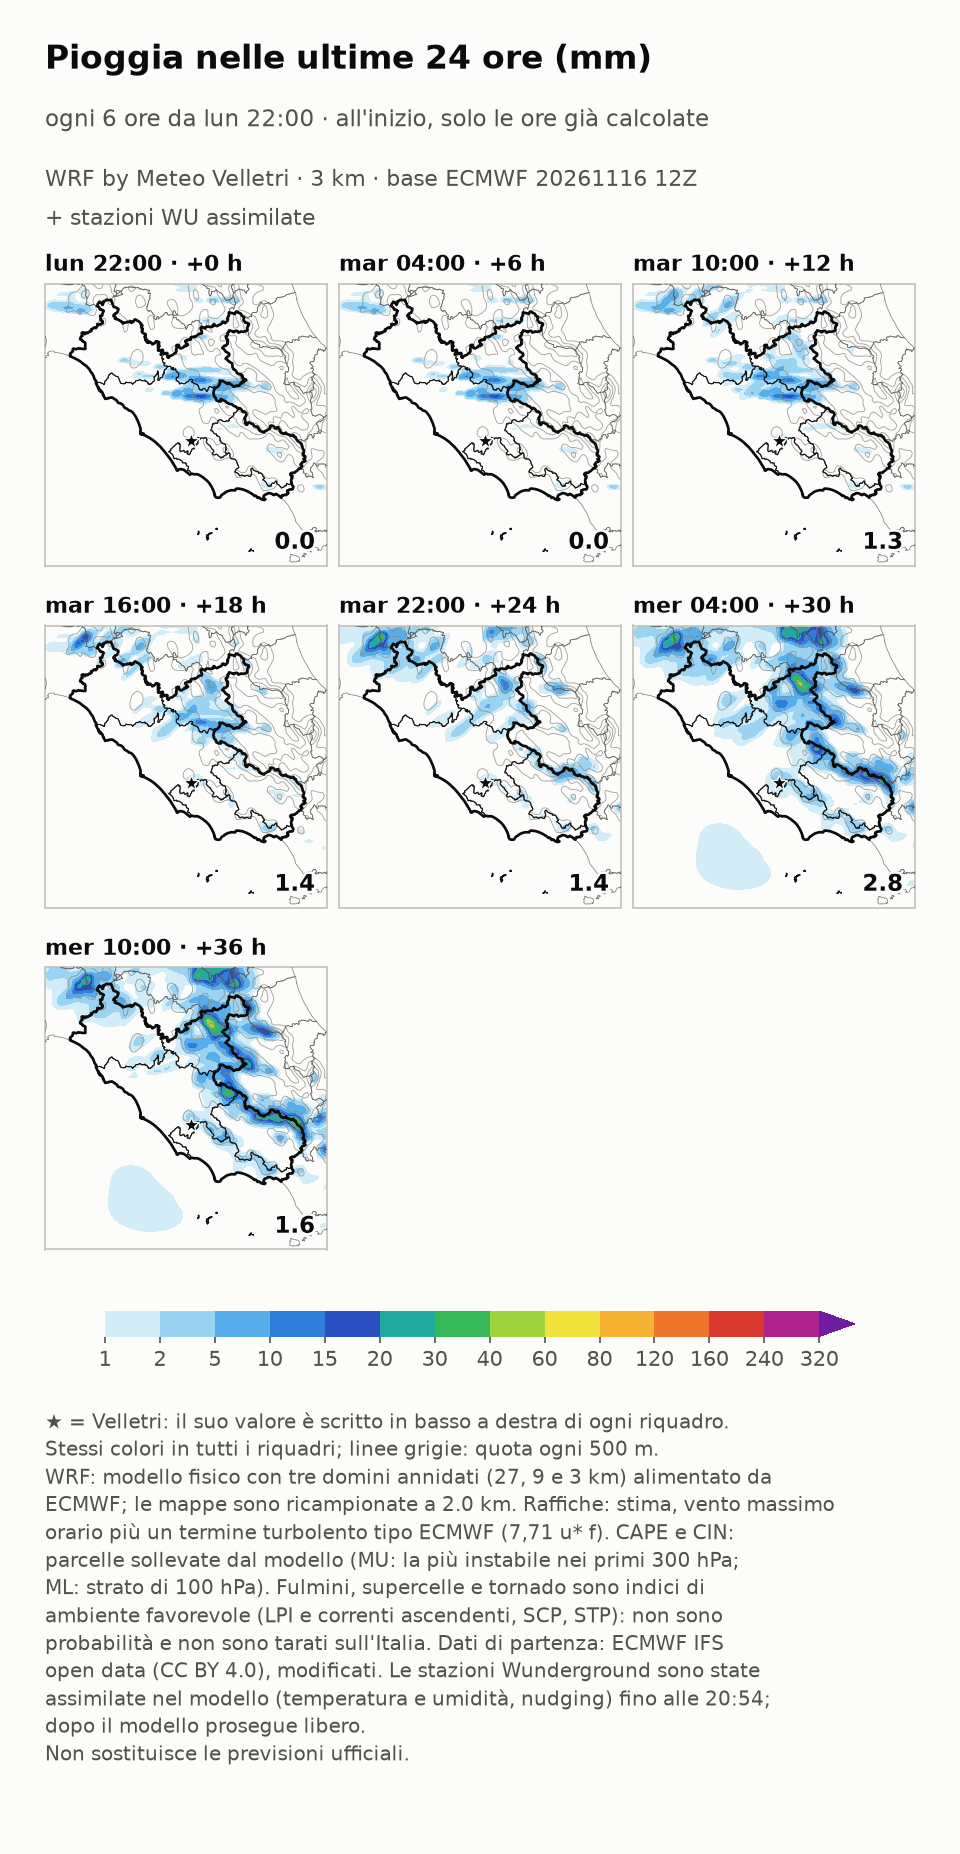 Pioggia nelle ultime 24 ore (mm)
ogni 6 ore da lun 22:00 · all'inizio, solo le ore già calcolate
WRF by Meteo Velletri · 3 km · base ECMWF 20261116 12Z
+ stazioni WU assimilate
lun 22:00 · +0 h
mar 04:00 · +6 h
mar 10:00 · +12 h
0.0
0.0
1.3
mar 16:00 · +18 h
mar 22:00 · +24 h
mer 04:00 · +30 h
1.4
1.4
2.8
mer 10:00 · +36 h
1.6
1 2 5 10 15 20 30 40 60 80 120 160 240 320
★ = Velletri: il suo valore è scritto in basso a destra di ogni riquadro.
Stessi colori in tutti i riquadri; linee grigie: quota ogni 500 m.
WRF: modello fisico con tre domini annidati (27, 9 e 3 km) alimentato da
ECMWF; le mappe sono ricampionate a 2.0 km. Raffiche: stima, vento massimo
orario più un termine turbolento tipo ECMWF (7,71 u* f). CAPE e CIN:
parcelle sollevate dal modello (MU: la più instabile nei primi 300 hPa;
ML: strato di 100 hPa). Fulmini, supercelle e tornado sono indici di
ambiente favorevole (LPI e correnti ascendenti, SCP, STP): non sono
probabilità e non sono tarati sull'Italia. Dati di partenza: ECMWF IFS
open data (CC BY 4.0), modificati. Le stazioni Wunderground sono state
assimilate nel modello (temperatura e umidità, nudging) fino alle 20:54;
dopo il modello prosegue libero.
Non sostituisce le previsioni ufficiali.